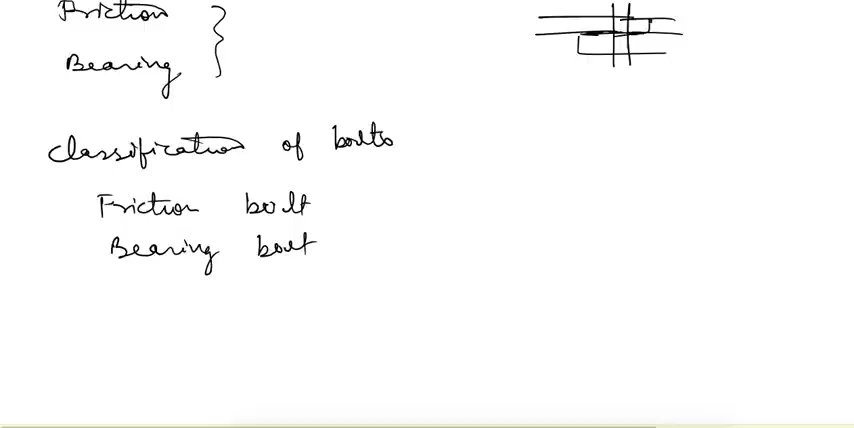 Friction
Bearing
Classification of bolts
Friction bolt
Bearing bolt